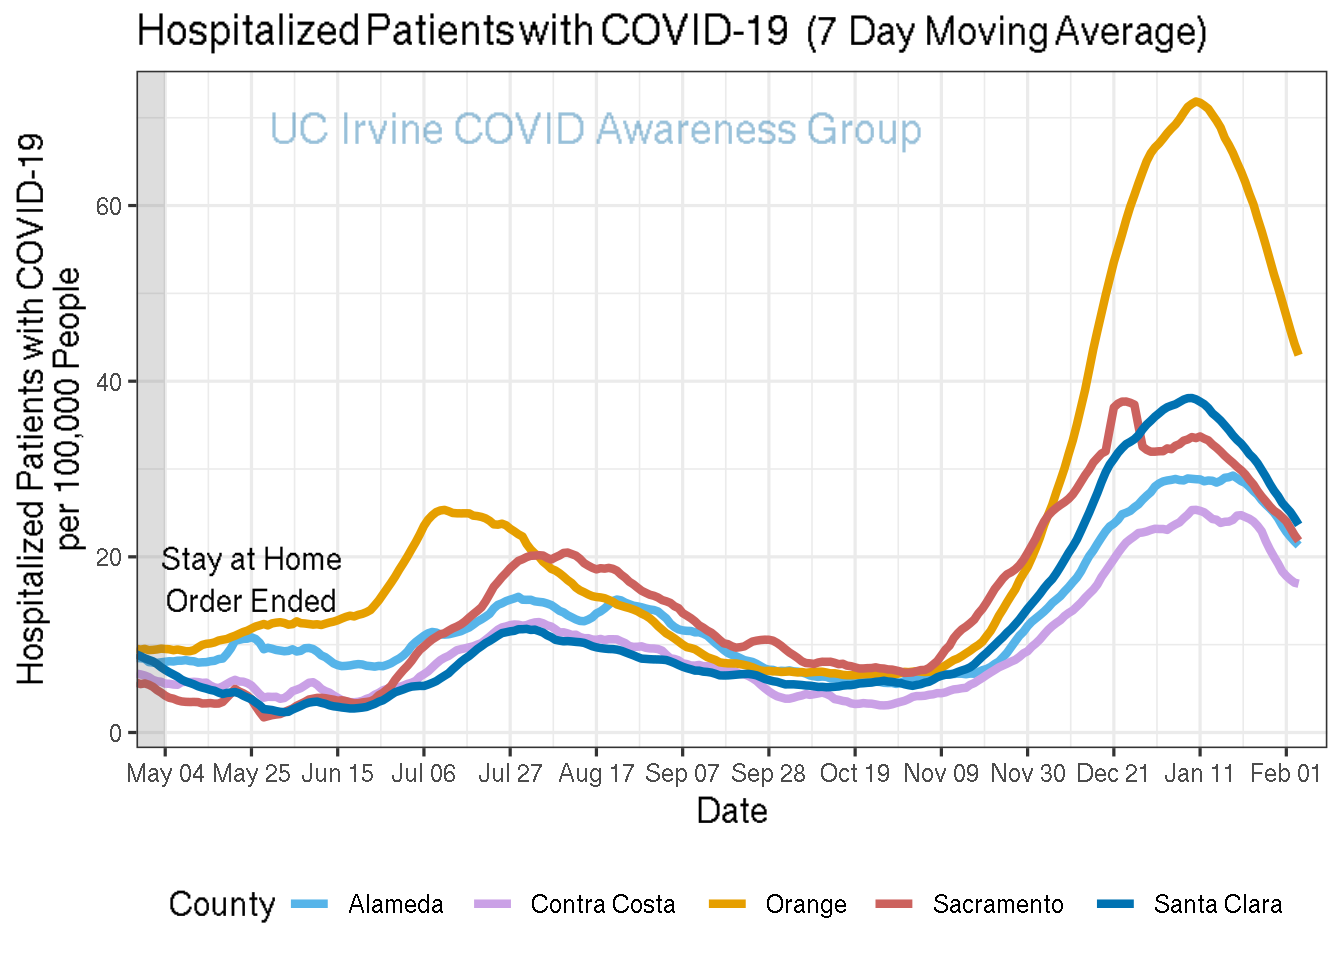 Hospitalized Patients with COVID-19 (7 Day Moving Average)
UC Irvine COVID Awareness Group
Hospitalized Patients with COVID-19
per 100,000 People
60
40
20
0
Stay at Home
Order Ended
May 04 May 25 Jun 15 Jul 06 Jul 27 Aug 17 Sep 07 Sep 28 Oct 19 Nov 09 Nov 30 Dec 21 Jan 11 Feb 01
Date
County Alameda Contra Costa Orange Sacramento Santa Clara